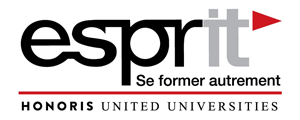 esprit
Se former autrement
HONORIS UNITED UNIVERSITIES